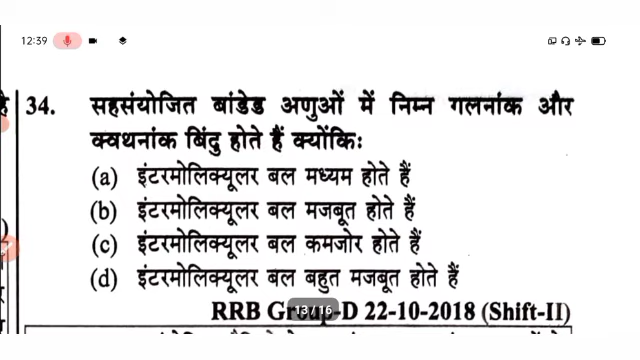 12:39
34. सहसंयोजित बांडेड अणुओं में निम्न गलनांक और
क्वथनांक बिंदु होते हैं क्योंकिः
(a) इंटरमोलिक्यूलर बल मध्यम होते हैं
(b) इंटरमोलिक्यूलर बल मजबूत होते हैं
(c) इंटरमोलिक्यूलर बल कमजोर होते हैं
(d) इंटरमोलिक्यूलर बल बहुत मजबूत होते हैं
13/16
RRB Group-D 22-10-2018 (Shift-II)